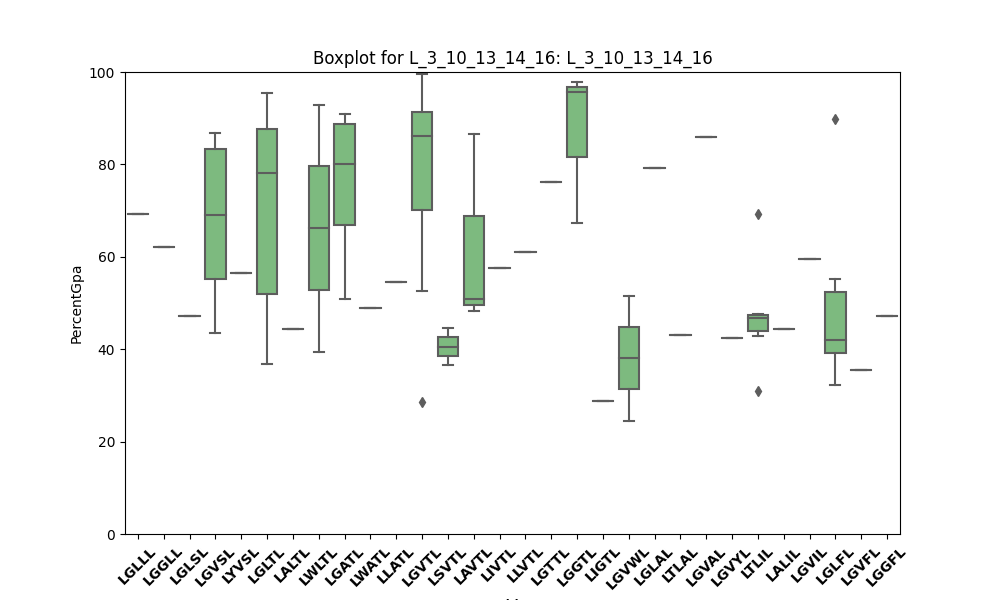 Boxplot for L_3_10_13_14_16: L_3_10_13_14_16
100
80
60
40
20
0
PercentGpa
LGLLL
LGGLL
LGLSL
LGVSL
LYVSL
LGLTL
LALTL
LWLTL
LGATL
LWATL
LLATL
LGVTL
LSVTL
LAVTL
LIVTL
LLVTL
LGTTL
LGGTL
LIGTL
LGVWL
LGLAL
LTLAL
LGVAL
LGVYL
LTLIL
LALIL
LGVIL
LGLFL
LGVFL
LGGFL